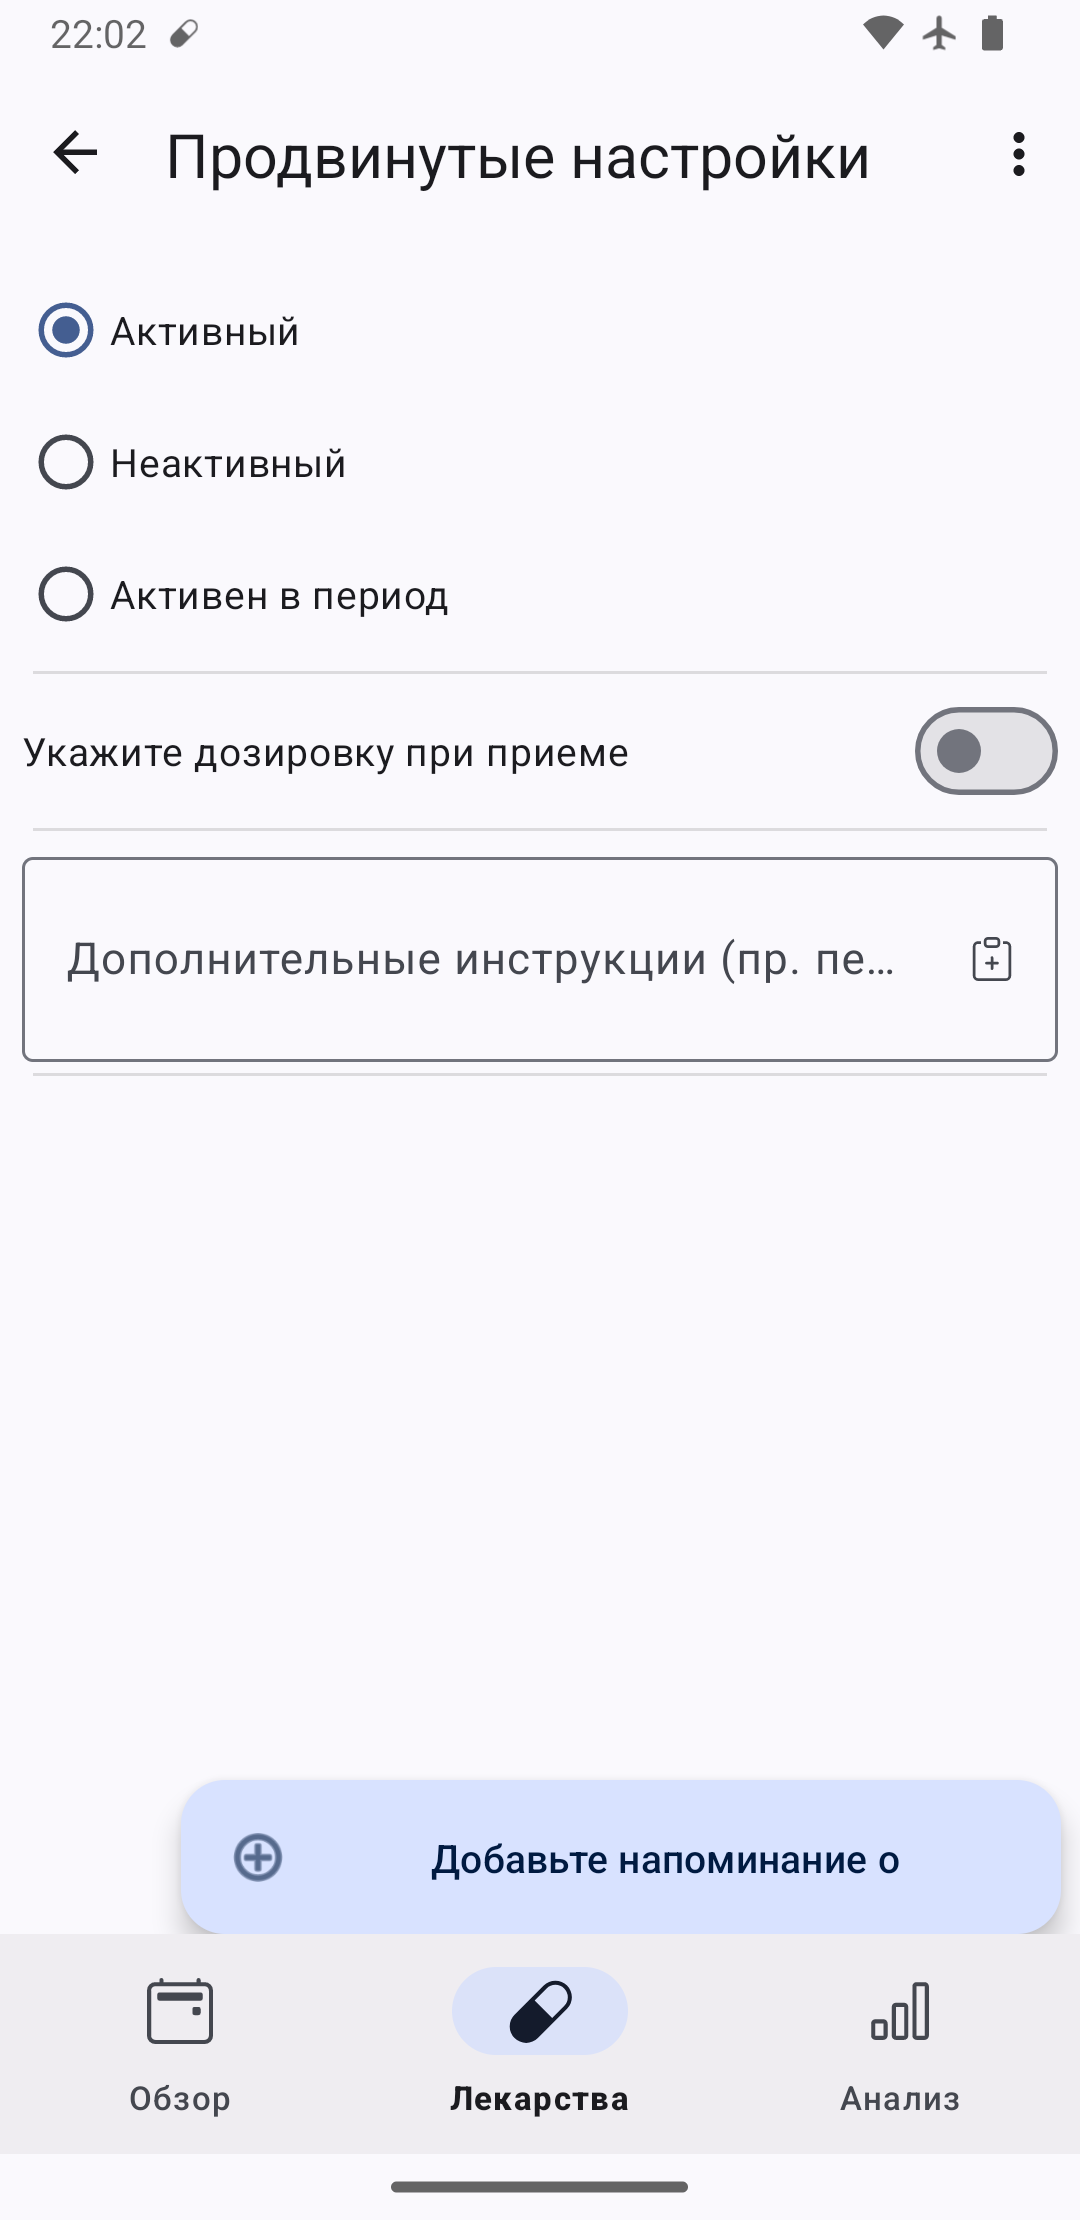 22:02
Продвинутые настройки
Активный
Неактивный
Активен в период
Укажите дозировку при приеме
Дополнительные инструкции (пр. пе…
Добавьте напоминание о
Обзор
Лекарства
Анализ